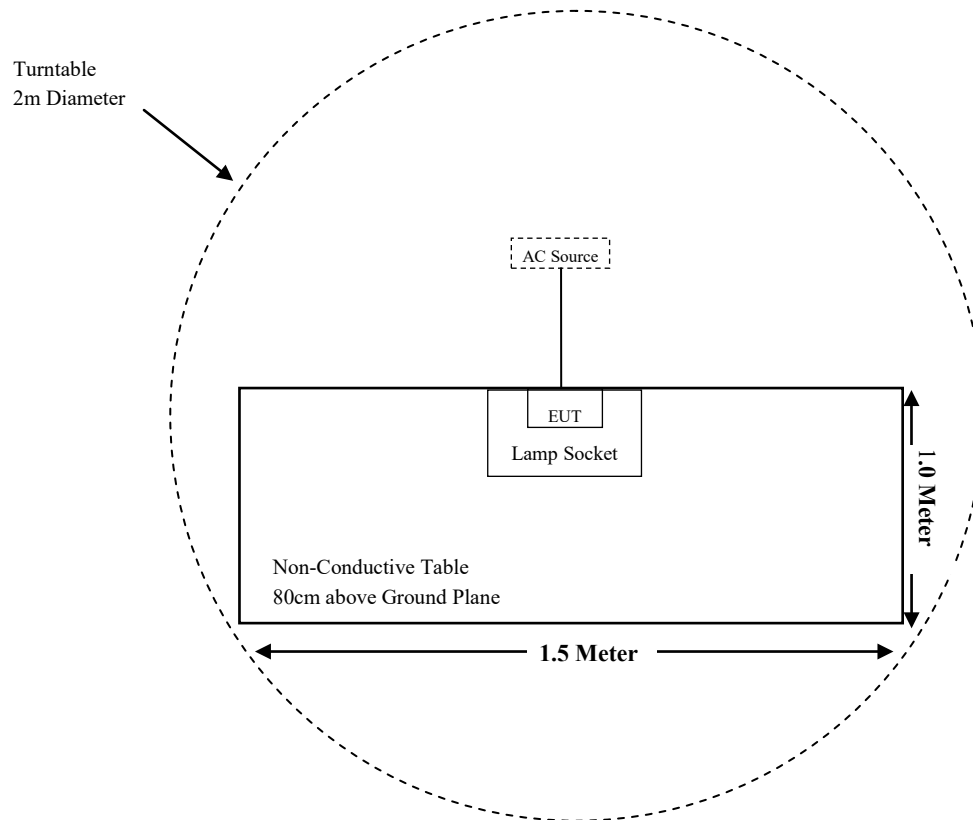 Turntable
2m Diameter
AC Source
EUT
Lamp Socket
1.0 Meter
Non-Conductive Table
80cm above Ground Plane
1.5 Meter